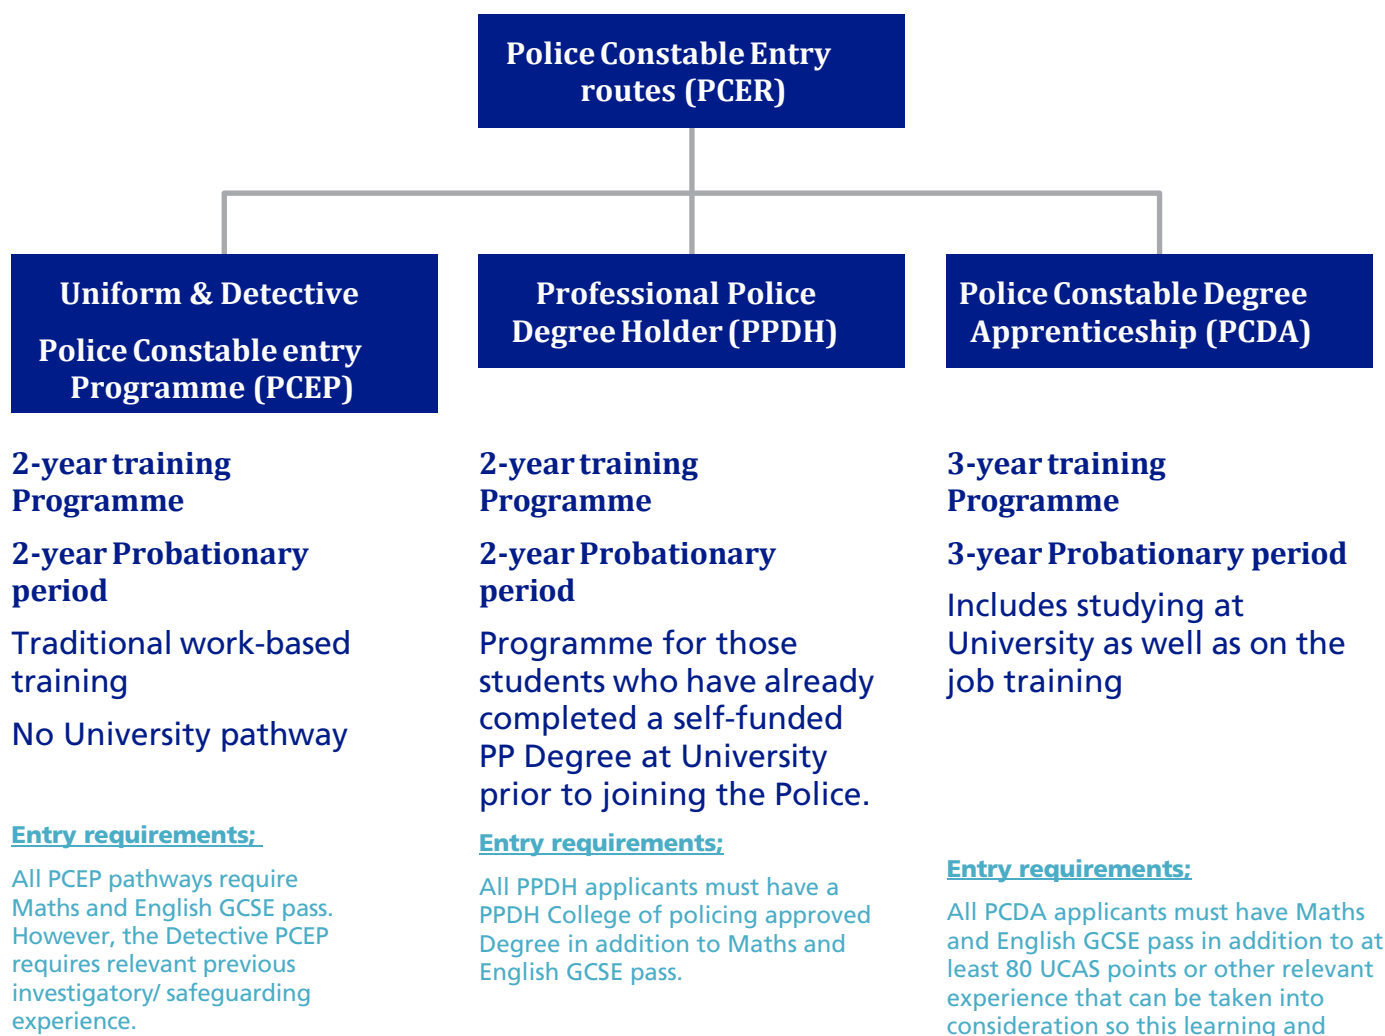 Police Constable Entry
routes (PCER)
Uniform & Detective
Police Constable entry
Programme (PCEP)
2-year training
Programme
2-year Probationary
period
Traditional work-based
training
No University pathway
Entry requirements;
All PCEP pathways require
Maths and English GCSE pass.
However, the Detective PCEP
requires relevant previous
investigatory/ safeguarding
experience.
Professional Police
Degree Holder (PPDH)
2-year training
Programme
2-year Probationary
period
Programme for those
students who have already
completed a self-funded
PP Degree at University
prior to joining the Police.
Entry requirements;
All PPDH applicants must have a
PPDH College of policing approved
Degree in addition to Maths and
English GCSE pass.
Police Constable Degree
Apprenticeship (PCDA)
3-year training
Programme
3-year Probationary period
Includes studying at
University as well as on the
job training
Entry requirements;
All PCDA applicants must have Maths
and English GCSE pass in addition to at
least 80 UCAS points or other relevant
experience that can be taken into
consideration so this learning and